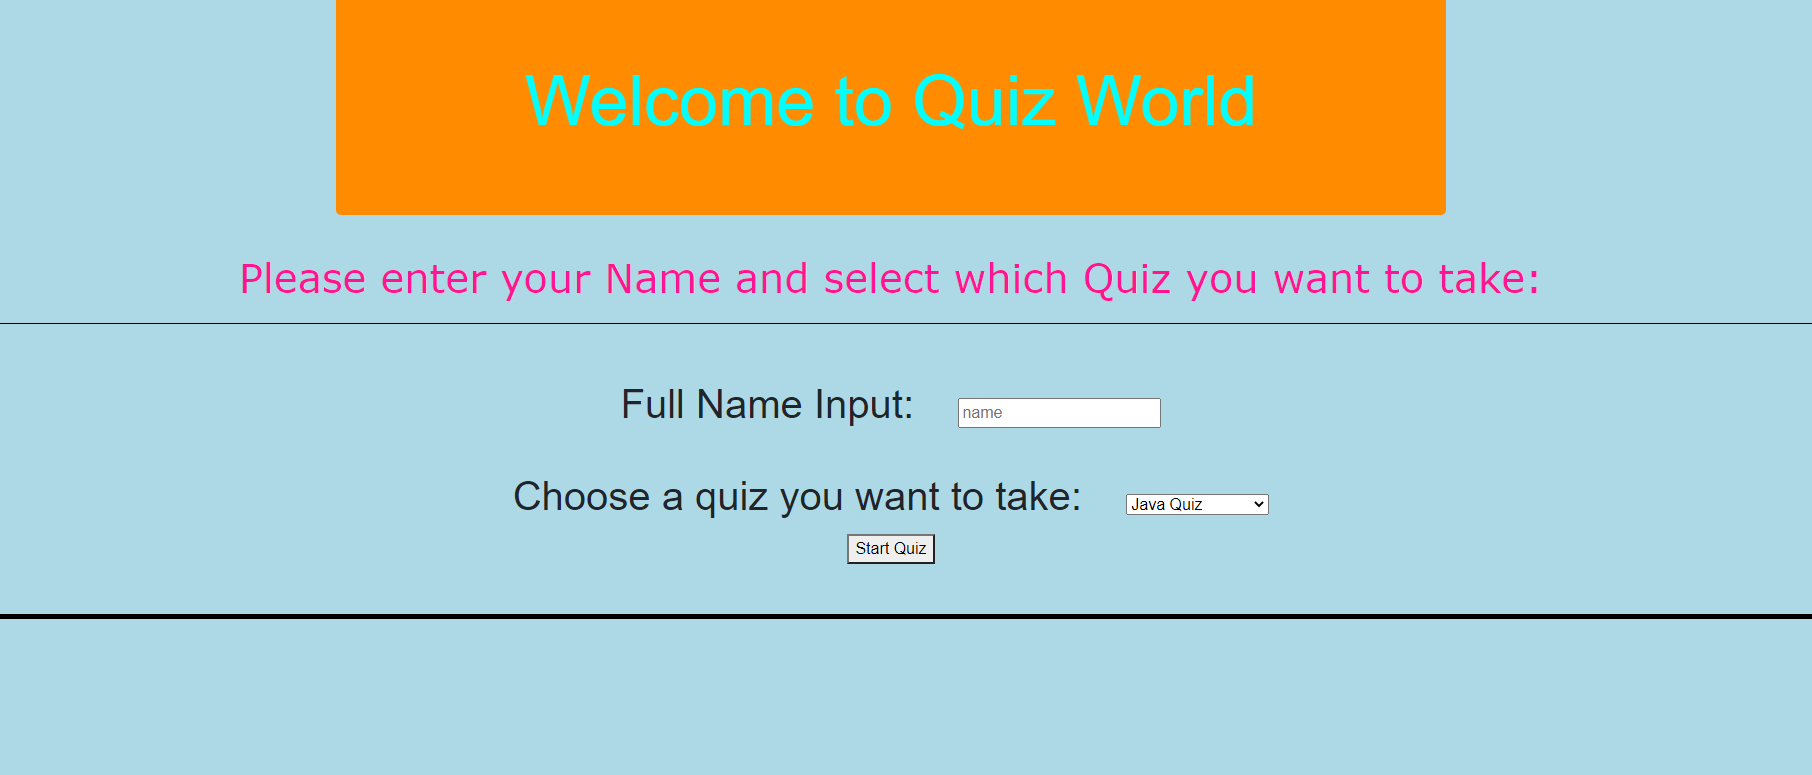 Welcome to Quiz World
Please enter your Name and select which Quiz you want to take:
Full Name Input: name
Choose a quiz you want to take: Java Quiz
Start Quiz